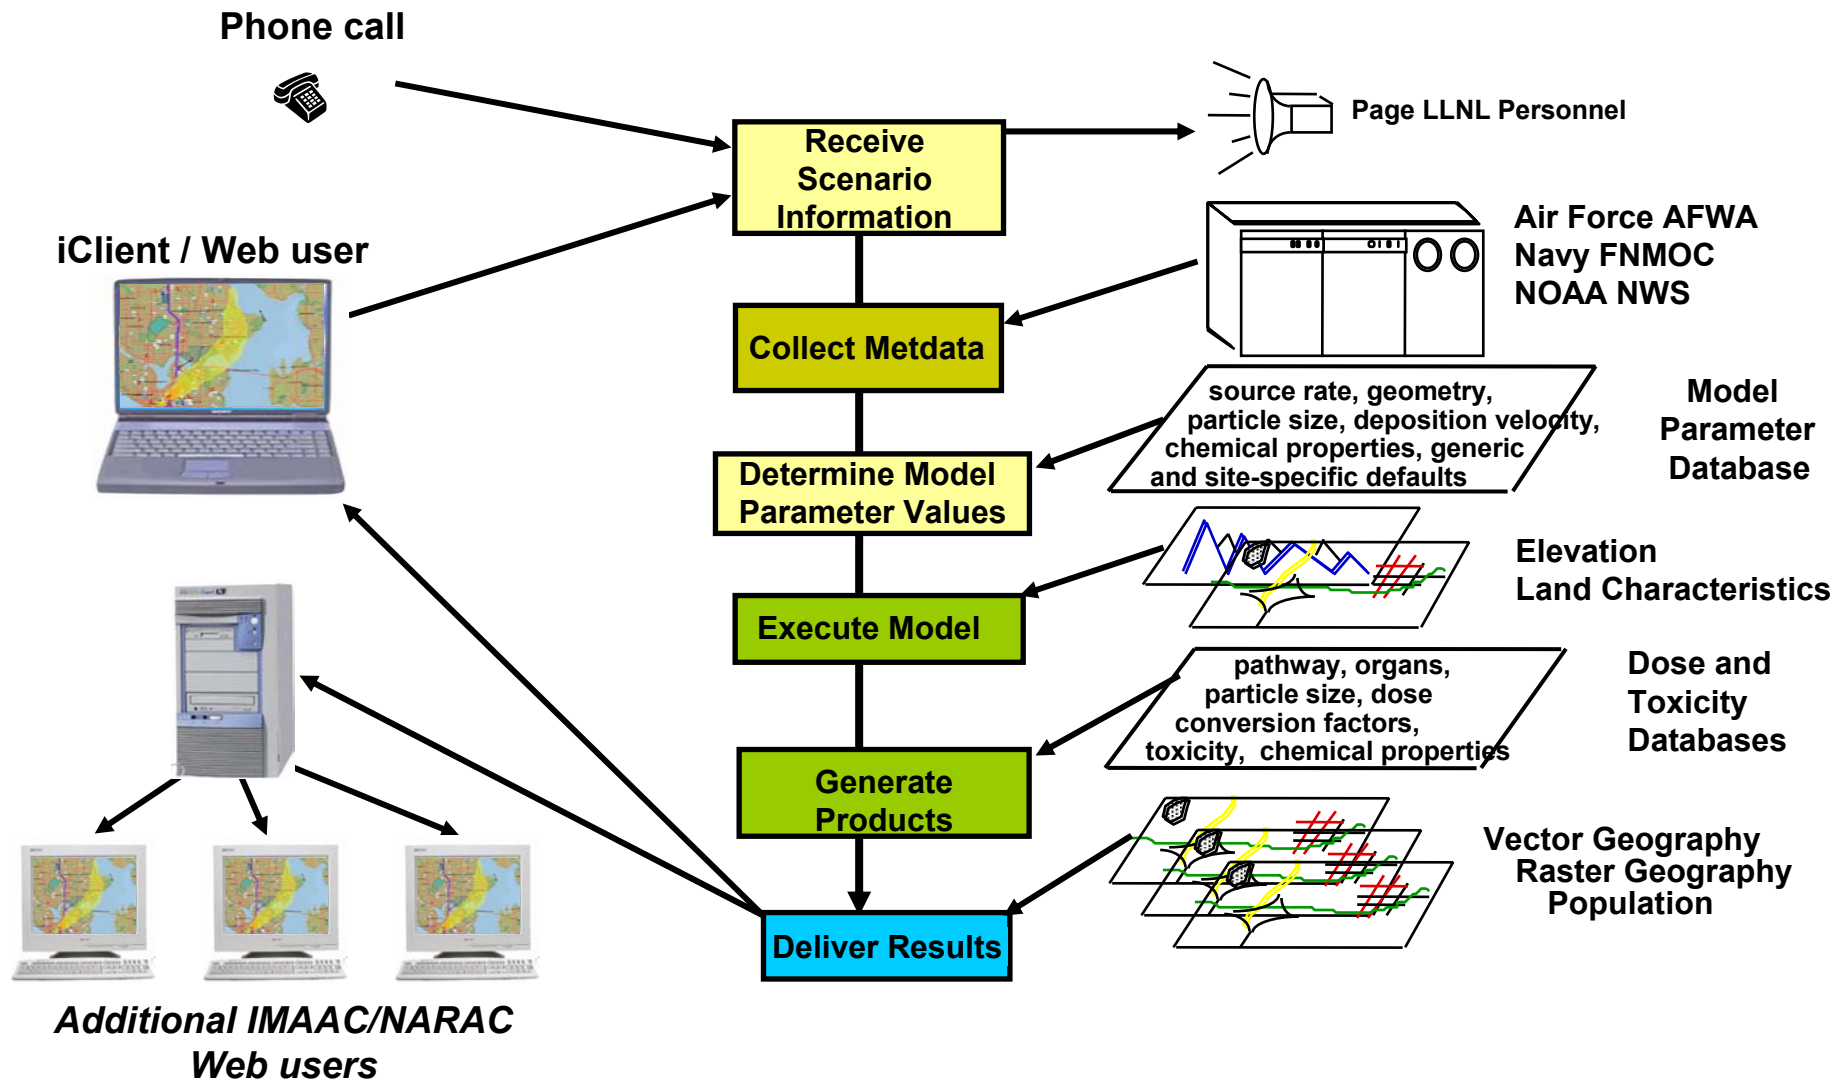 Phone call
Page LLNL Personnel
Receive
Scenario
Information
Air Force AFWA
Navy FNMOC
NOAA NWS
iClient / Web user
Collect Metdata
source rate, geometry,
particle size, deposition velocity,
chemical properties, generic
and site-specific defaults
Model
Parameter
Database
Determine Model
Parameter Values
Elevation
Land Characteristics
Execute Model
pathway, organs,
particle size, dose
conversion factors,
toxicity, chemical properties
Dose and
Toxicity
Databases
Generate
Products
Vector Geography
Raster Geography
Population
Deliver Results
Additional IMAAC/NARAC
Web users